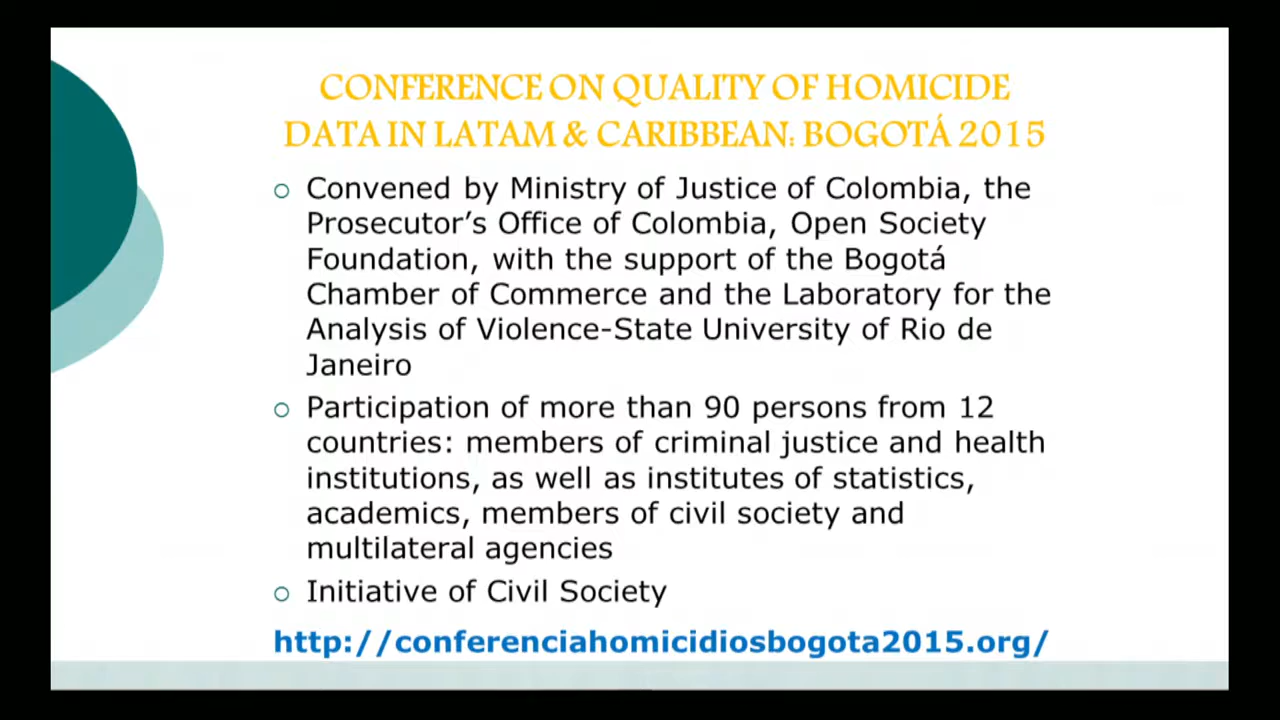 CONFERENCE ON QUALITY OF HOMICIDE
DATA IN LATAM & CARIBBEAN: BOGOTÁ 2015
Convened by Ministry of Justice of Colombia, the
Prosecutor’s Office of Colombia, Open Society
Foundation, with the support of the Bogotá
Chamber of Commerce and the Laboratory for the
Analysis of Violence-State University of Rio de
Janeiro
Participation of more than 90 persons from 12
countries: members of criminal justice and health
institutions, as well as institutes of statistics,
academics, members of civil society and
multilateral agencies
Initiative of Civil Society
http://conferenciahomicidiosbogota2015.org/